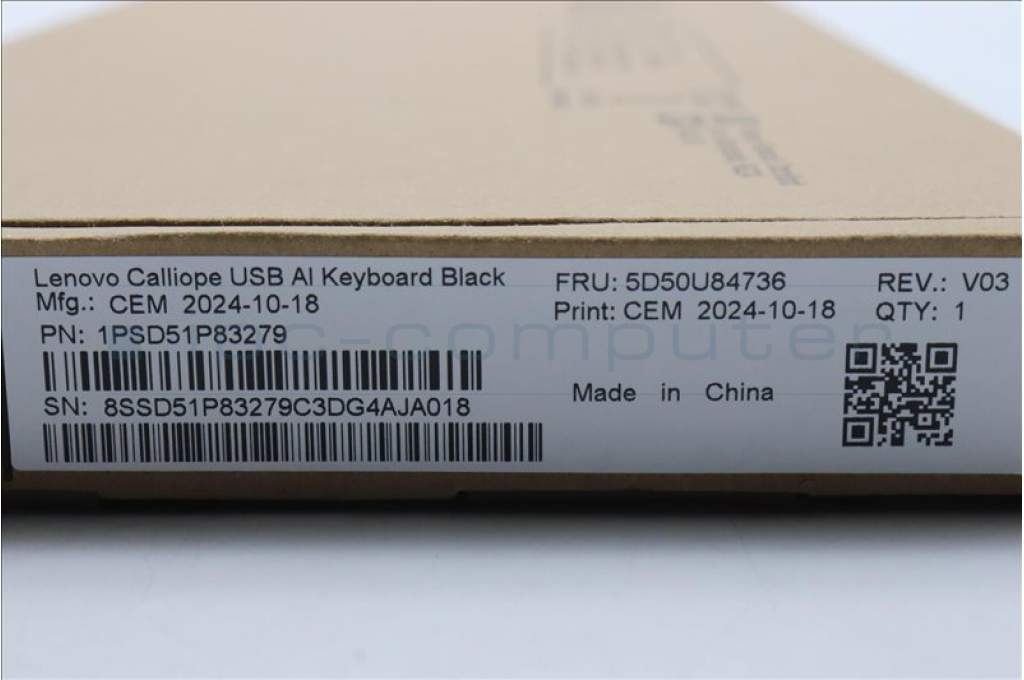 Lenovo Calliope USB AI Keyboard Black
Mfg.: CEM 2024-10-18
PN: 1PSD51P83279
SN: 8SSD51P83279C3DG4AJA018
FRU: 5D50U84736
Print: CEM 2024-10-18
Made in China
REV.: V03
QTY: 1